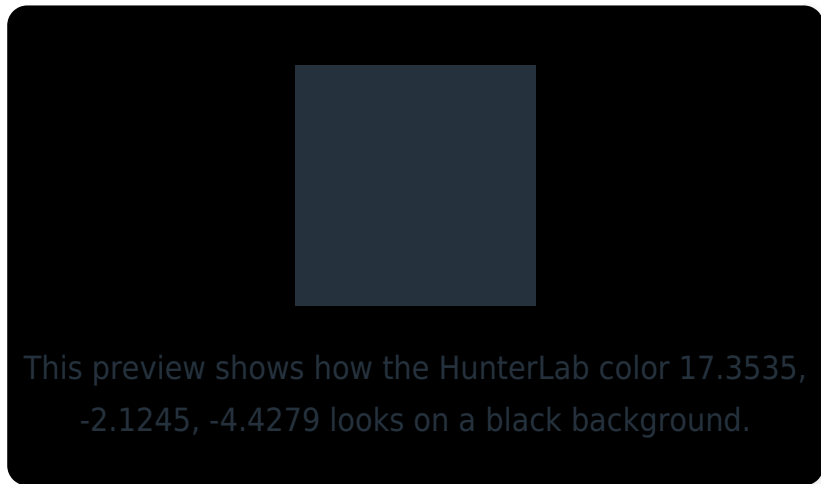 This preview shows how the HunterLab color 17.3535,
-2.1245, -4.4279 looks on a black background.